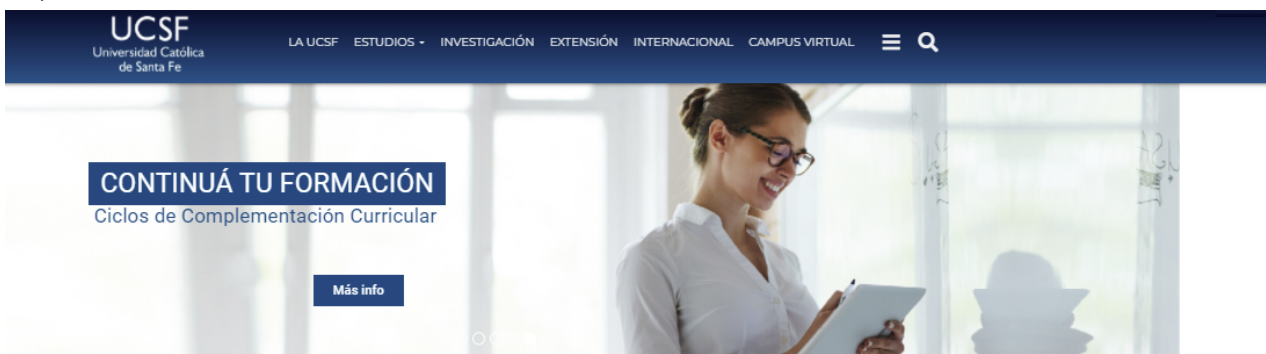 UCSF
Universidad Católica
de Santa Fe
LA UCSF ESTUDIOS INVESTIGACIÓN EXTENSIÓN INTERNACIONAL CAMPUS VIRTUAL
CONTINUÁ TU FORMACIÓN
Ciclos de Complementación Curricular
Más info